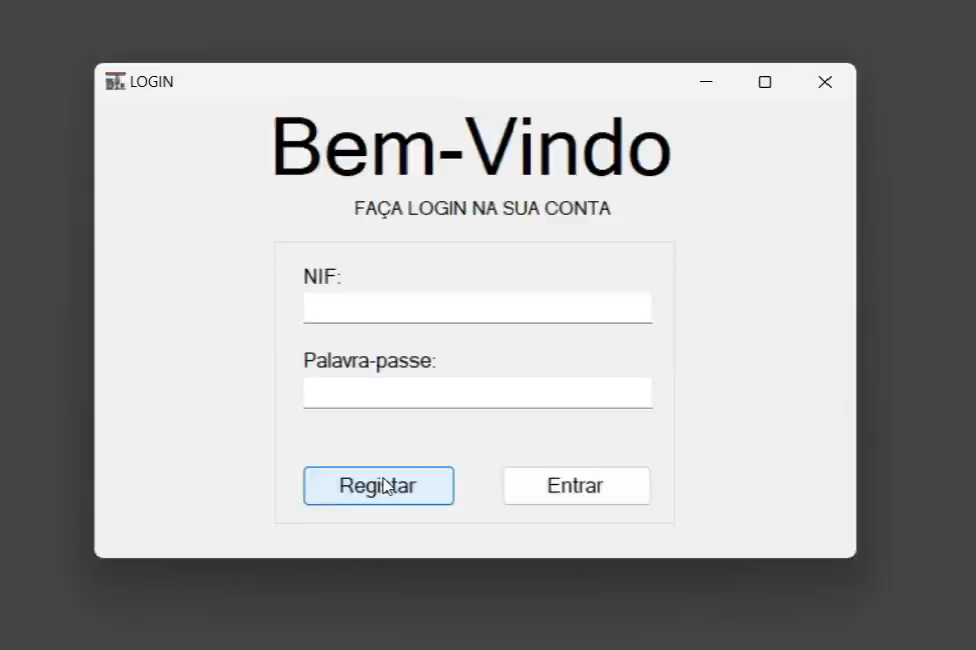 LOGIN
Bem-Vindo
FAÇA LOGIN NA SUA CONTA
NIF:
Palavra-passe:
Registar
Entrar